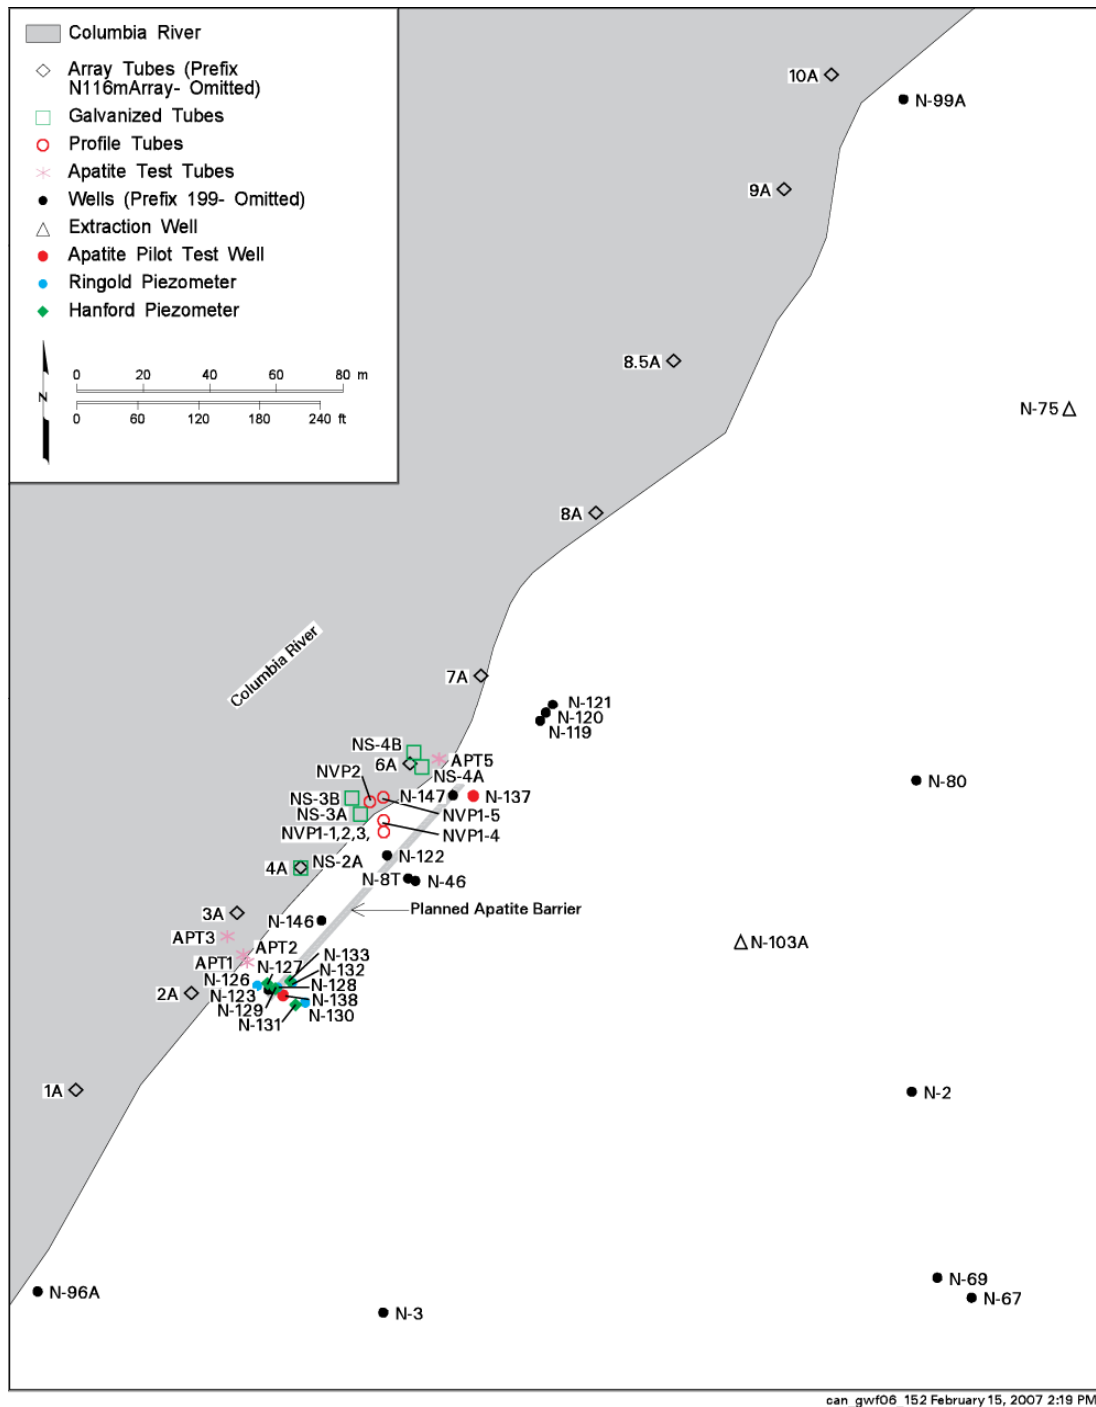 Columbia River
Array Tubes (Prefix
N116mArray- Omitted)
Galvanized Tubes
Profile Tubes
Apatite Test Tubes
Wells (Prefix 199- Omitted)
Extraction Well
Apatite Pilot Test Well
Ringold Piezometer
Hanford Piezometer
N
0 20 40 60 80 m
0 60 120 180 240 ft
10A
N-99A
9A
8.5A
N-75
8A
Columbia River
7A
N-121
N-120
N-119
NS-4B
APT5
6A
NS-4A
NVP2
N-80
NS-3B
N-147
N-137
NS-3A
NVP1-5
NVP1-1,2,3,
NVP1-4
N-122
4A
NS-2A
N-8T
N-46
Planned Apatite Barrier
3A
N-146
APT3
N-103A
APT2
N-133
APT1
N-127
N-132
N-126
N-128
2A
N-123
N-138
N-129
N-130
N-131
1A
N-2
N-69
N-96A
N-67
N-3
can_gwf06_152 February 15, 2007 2:19 PM